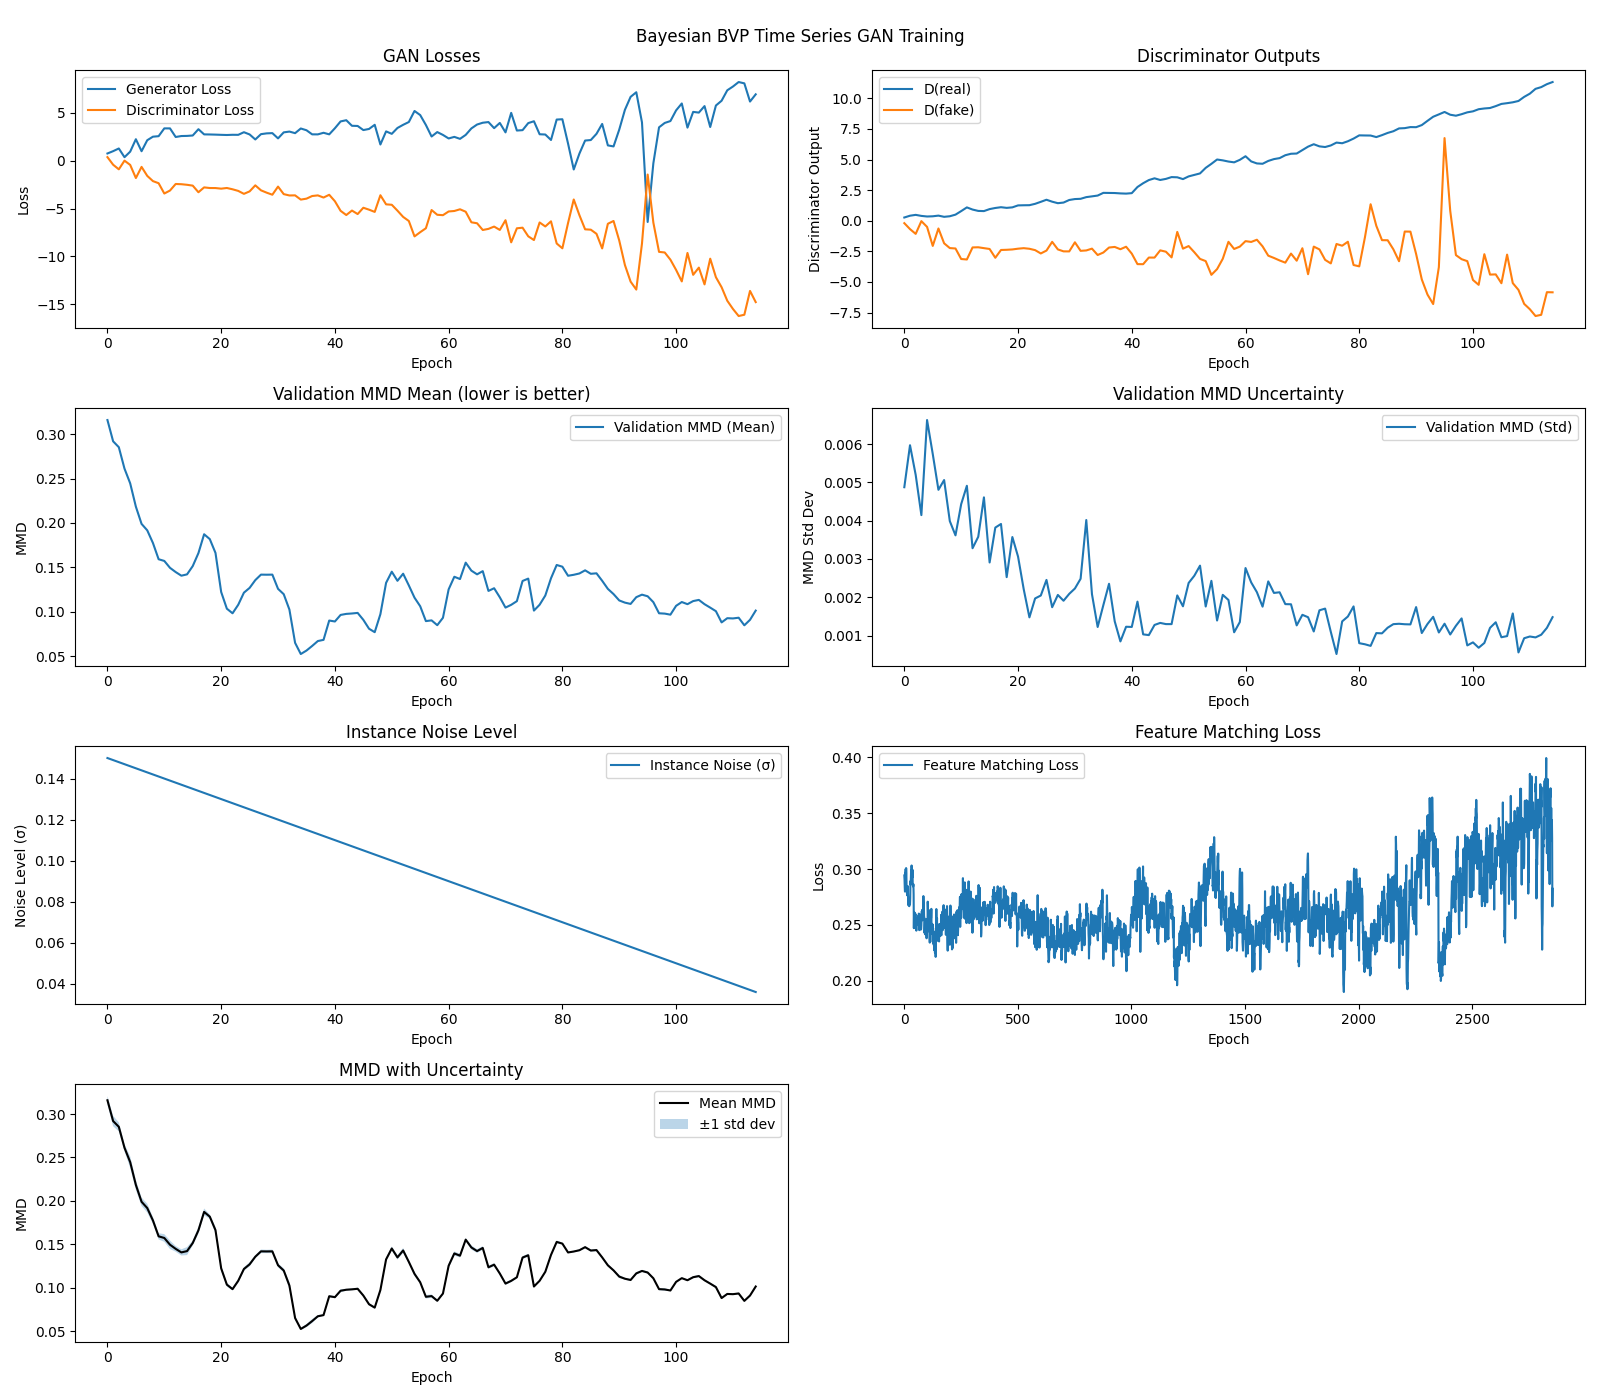 Bayesian BVP Time Series GAN Training
GAN Losses
Generator Loss
Discriminator Loss
5
0
−5
−10
−15
Loss
0 20 40 60 80 100
Epoch
Discriminator Outputs
D(real)
D(fake)
10.0
7.5
5.0
2.5
0.0
−2.5
−5.0
−7.5
Discriminator Output
0 20 40 60 80 100
Epoch
Validation MMD Mean (lower is better)
Validation MMD (Mean)
0.30
0.25
0.20
0.15
0.10
0.05
MMD
0 20 40 60 80 100
Epoch
Validation MMD Uncertainty
Validation MMD (Std)
0.006
0.005
0.004
0.003
0.002
0.001
MMD Std Dev
0 20 40 60 80 100
Epoch
Instance Noise Level
Instance Noise (σ)
0.14
0.12
0.10
0.08
0.06
0.04
Noise Level (σ)
0 20 40 60 80 100
Epoch
Feature Matching Loss
Feature Matching Loss
0.40
0.35
0.30
0.25
0.20
Loss
0 500 1000 1500 2000 2500
Epoch
MMD with Uncertainty
Mean MMD
±1 std dev
0.30
0.25
0.20
0.15
0.10
0.05
MMD
0 20 40 60 80 100
Epoch